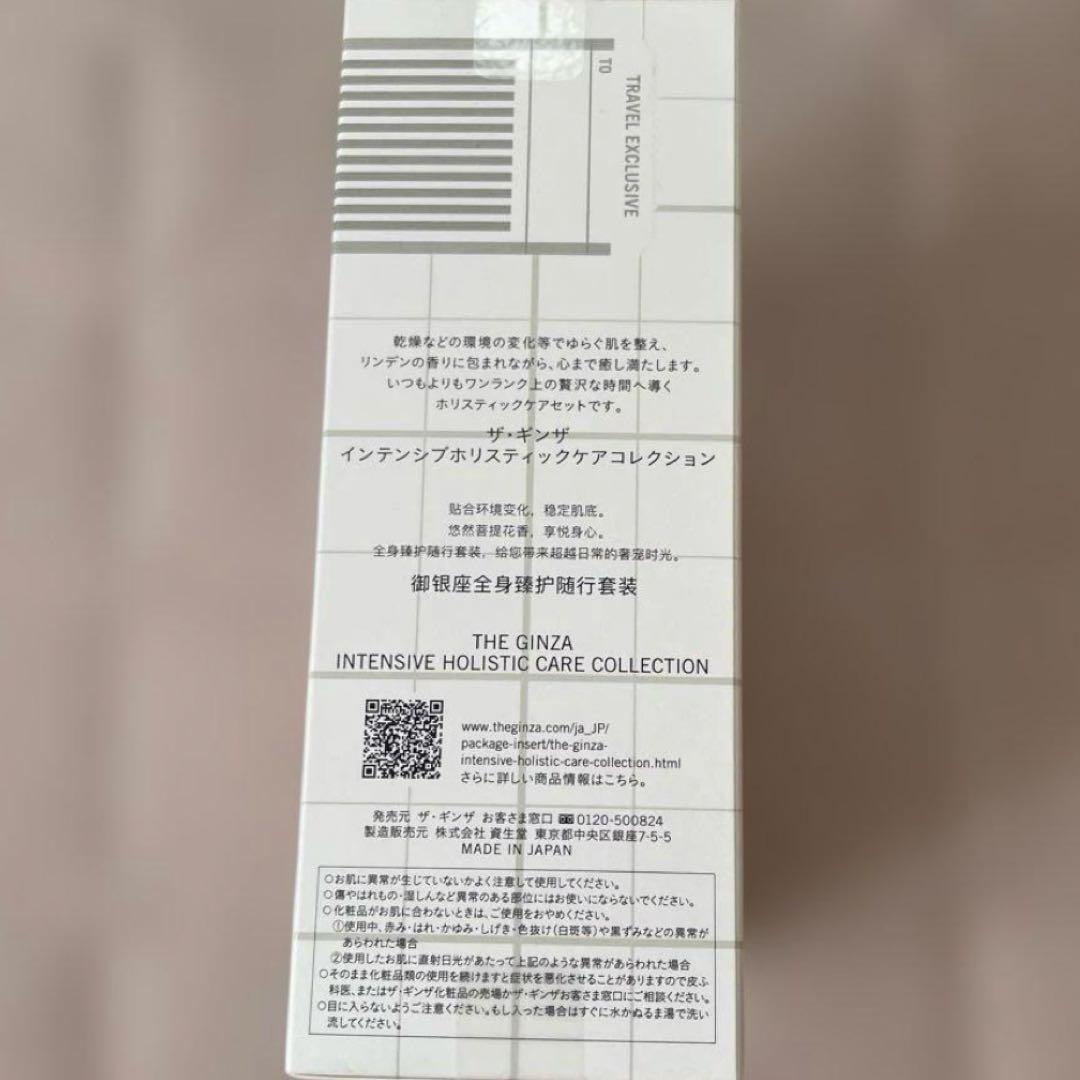 TO
TRAVEL EXCLUSIVE
乾燥などの環境の変化等でゆらぐ肌を整え、
リンデンの香りに包まれながら、心まで癒し満たします。
いつもよりもワンランク上の贅沢な時間へ導く
ホリスティックケアセットです。
ザ・ギンザ
インテンシブホリスティックケアコレクション
贴合环境变化，稳定肌底。
悠然菩提花香，享悦身心。
全身臻护随行套装，给您带来超越日常的奢宠时光。
御银座全身臻护随行套装
THE GINZA
INTENSIVE HOLISTIC CARE COLLECTION
www.theginza.com/ja_JP/
package-insert/the-ginza-
intensive-holistic-care-collection.html
さらに詳しい商品情報はこちら。
発売元 ザ・ギンザ お客さま窓口 0120-500824
製造販売元 株式会社 資生堂 東京都中央区銀座7-5-5
MADE IN JAPAN
○お肌に異常が生じていないかよく注意して使用してください。
○傷やはれもの・湿しんなど異常のある部位にはお使いにならないでください。
○化粧品がお肌に合わないときは、ご使用をおやめください。
①使用中、赤み・はれ・かゆみ・しげき・色抜け(白斑等)や黒ずみなどの異常が
あらわれた場合
②使用したお肌に直射日光があたって上記のような異常があらわれた場合
○そのまま化粧品類の使用を続けますと症状を悪化させることがありますので皮ふ
科医、またはザ・ギンザ化粧品の売場かザ・ギンザお客さま窓口にご相談ください。
○目に入らないようご注意ください。もし入った場合はすぐに水かぬるま湯で洗い
流してください。